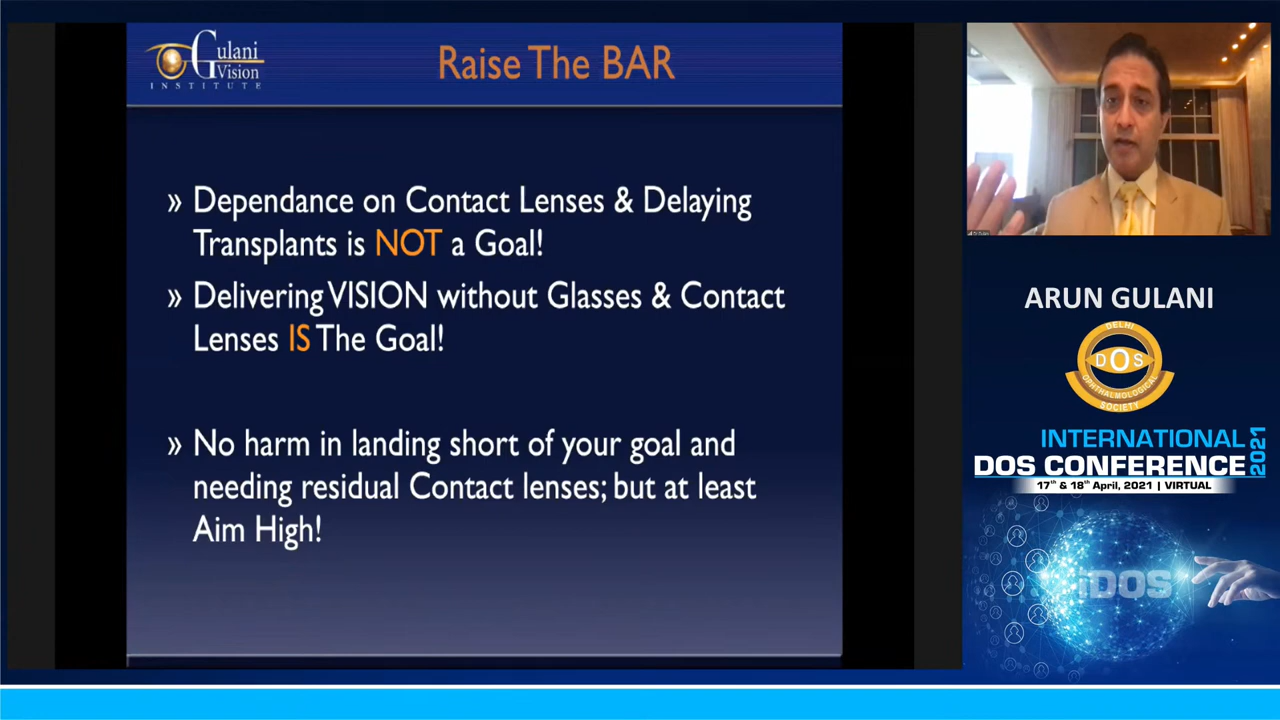 Gulani
Vision
INSTITUTE
Raise The BAR
» Dependance on Contact Lenses & Delaying
Transplants is NOT a Goal!
» Delivering VISION without Glasses & Contact
Lenses IS The Goal!
» No harm in landing short of your goal and
needing residual Contact lenses; but at least
Aim High!
ARUN GULANI
DELHI
DOS
OPHTHALMOLOGICAL
SOCIETY
INTERNATIONAL
DOS CONFERENCE
2021
17th & 18th April, 2021 | VIRTUAL
iDOS